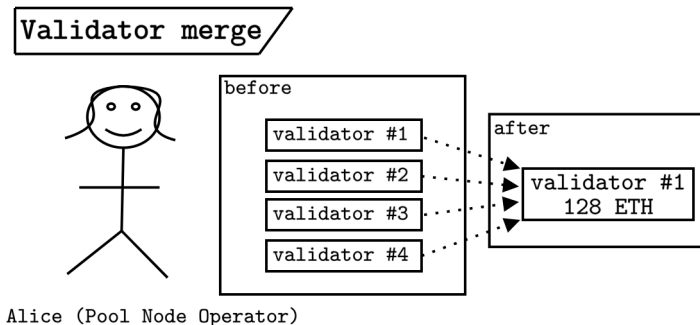 Validator merge
before
validator #1
validator #2
validator #3
validator #4
after
validator #1
128 ETH
Alice (Pool Node Operator)